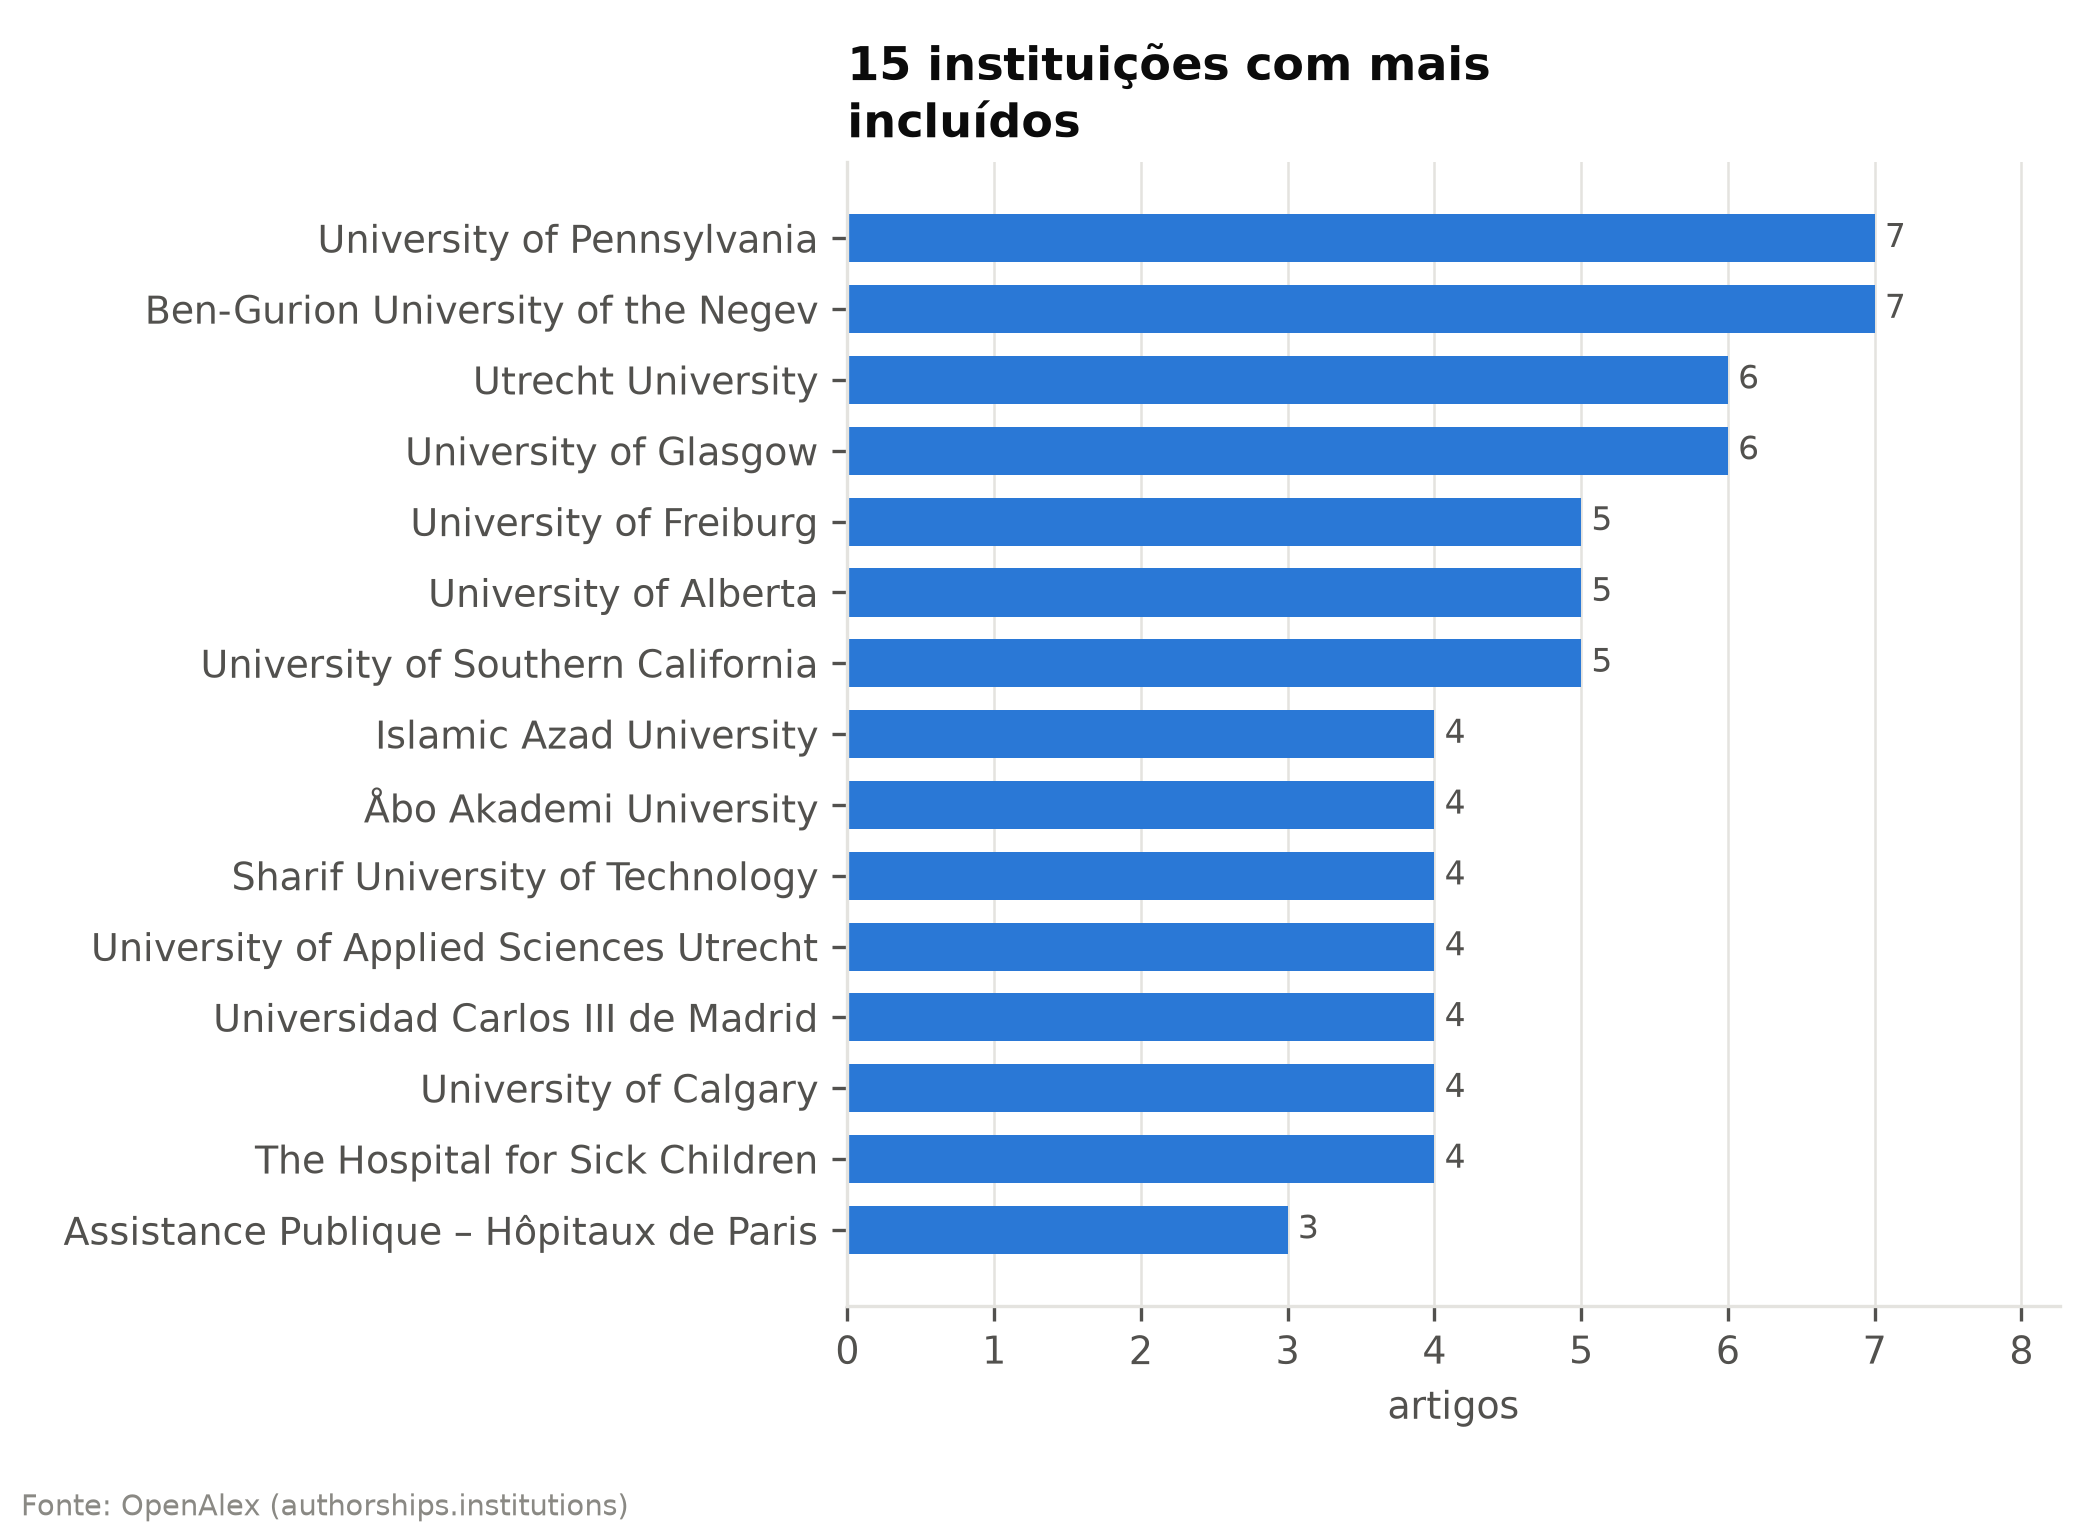 15 instituições com mais
incluídos
University of Pennsylvania 7
Ben-Gurion University of the Negev 7
Utrecht University 6
University of Glasgow 6
University of Freiburg 5
University of Alberta 5
University of Southern California 5
Islamic Azad University 4
Åbo Akademi University 4
Sharif University of Technology 4
University of Applied Sciences Utrecht 4
Universidad Carlos III de Madrid 4
University of Calgary 4
The Hospital for Sick Children 4
Assistance Publique – Hôpitaux de Paris 3
0 1 2 3 4 5 6 7 8
artigos
Fonte: OpenAlex (authorships.institutions)